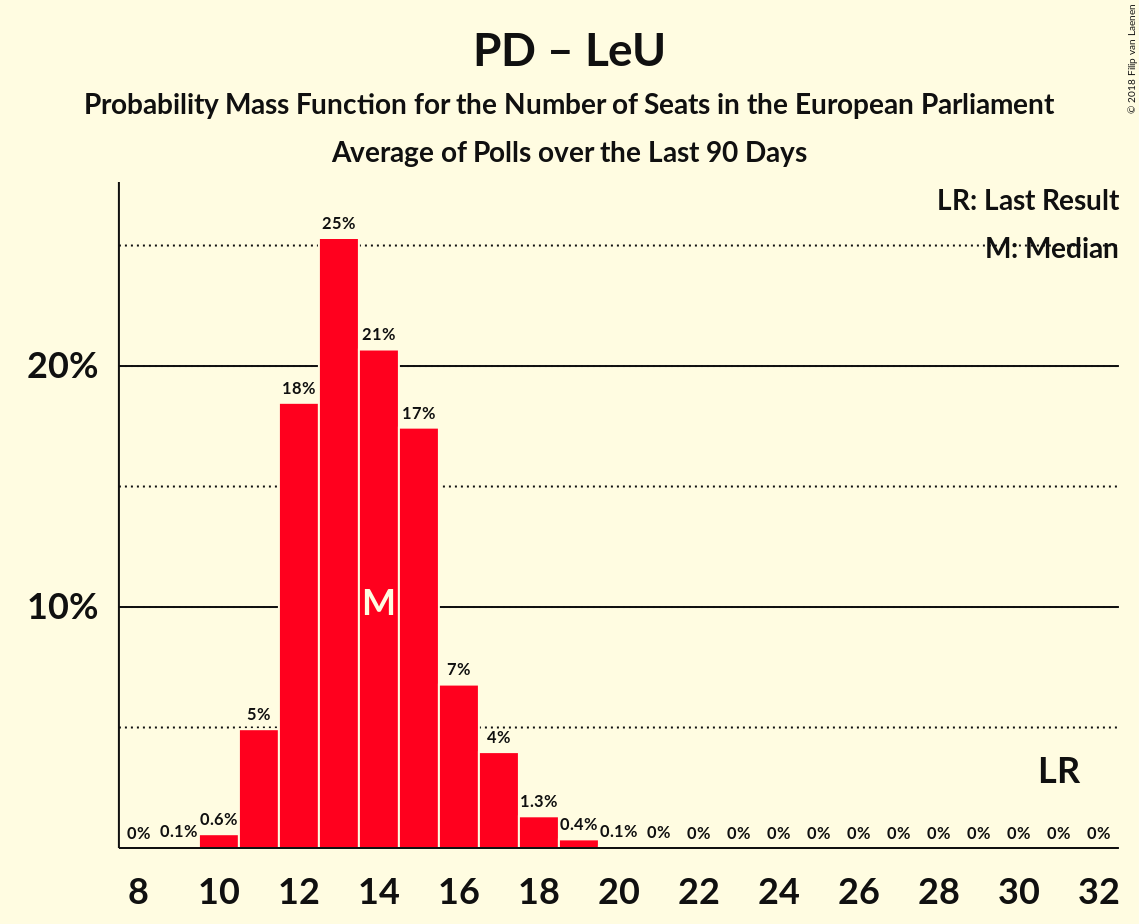 PD – LeU
Probability Mass Function for the Number of Seats in the European Parliament
Average of Polls over the Last 90 Days
© 2018 Filip van Laenen
LR: Last Result
M: Median
25%
21%
20%
18%
17%
10%
M
7%
5%
4%
LR
1.3%
0.6%
0.4%
0% 0.1% 0.1% 0% 0% 0% 0% 0% 0% 0% 0% 0% 0% 0% 0%
8 10 12 14 16 18 20 22 24 26 28 30 32